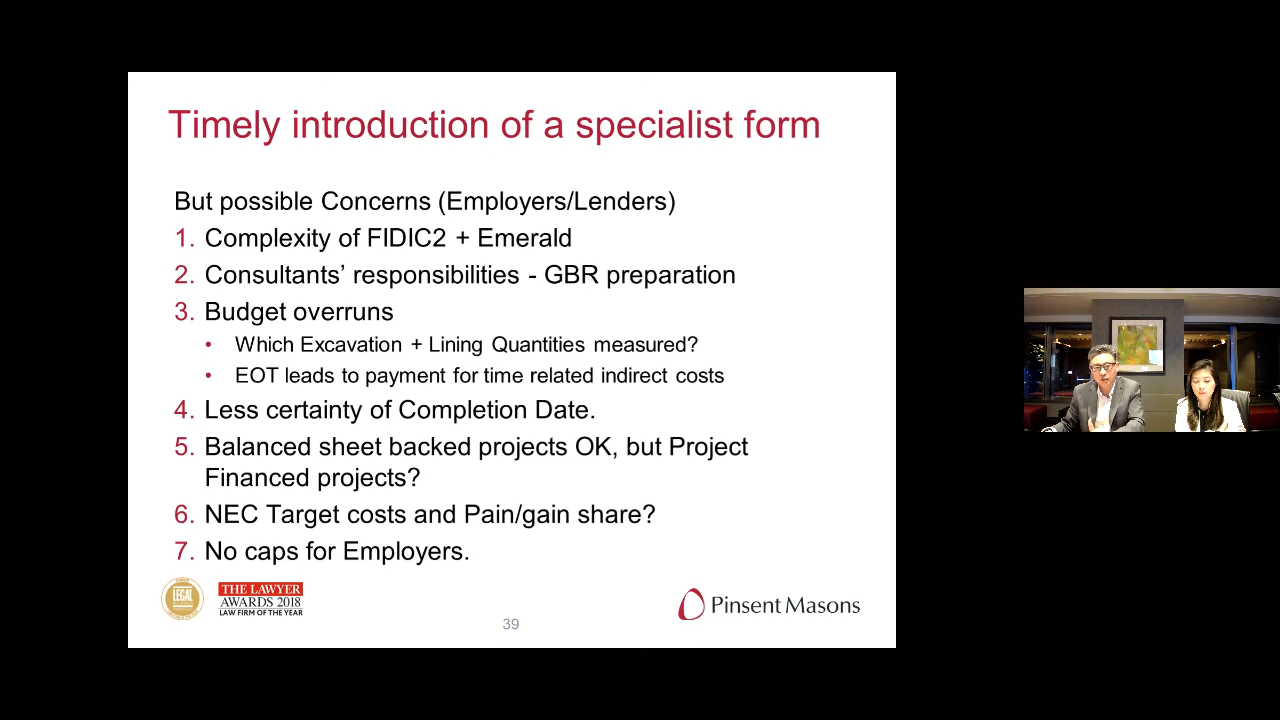 Timely introduction of a specialist form
But possible Concerns (Employers/Lenders)
1. Complexity of FIDIC2 + Emerald
2. Consultants’ responsibilities - GBR preparation
3. Budget overruns
• Which Excavation + Lining Quantities measured?
• EOT leads to payment for time related indirect costs
4. Less certainty of Completion Date.
5. Balanced sheet backed projects OK, but Project
Financed projects?
6. NEC Target costs and Pain/gain share?
7. No caps for Employers.
LEGAL
THE LAWYER
AWARDS 2018
LAW FIRM OF THE YEAR
Pinsent Masons
39